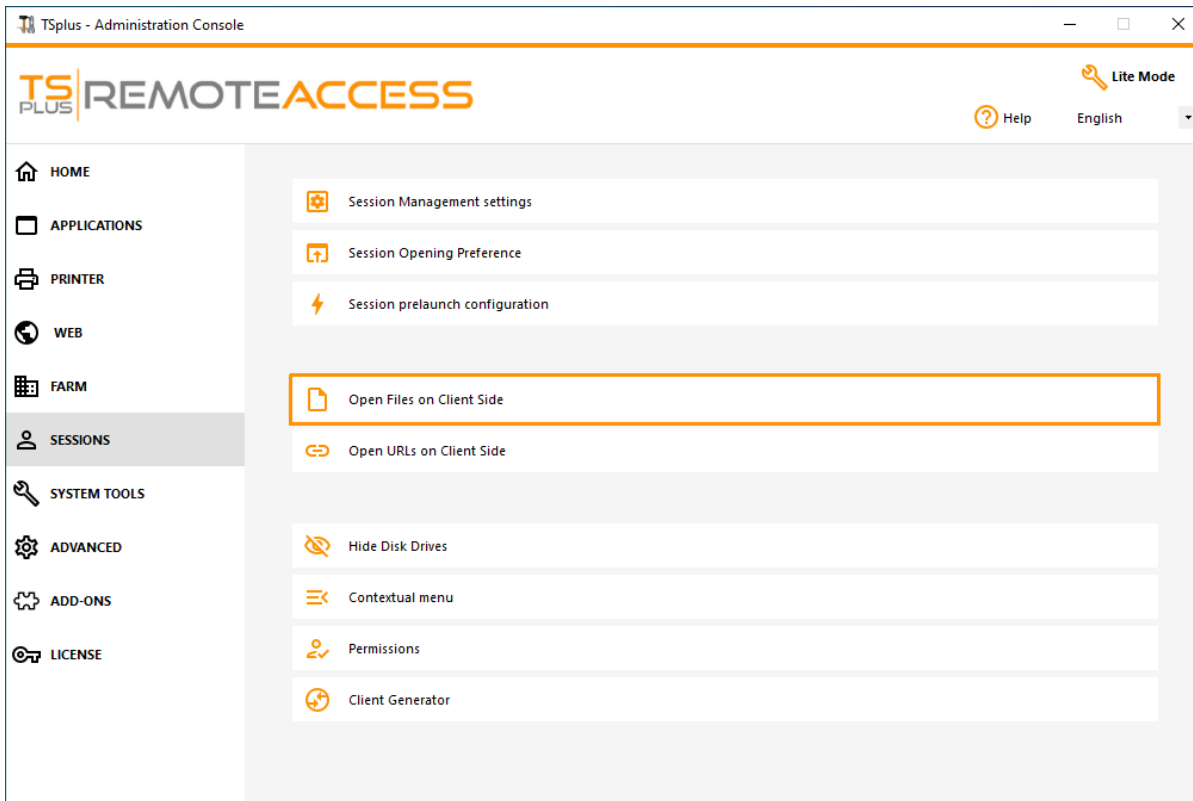 TSplus - Administration Console
TS PLUS REMOTEACCESS
Lite Mode
Help English
HOME
APPLICATIONS
PRINTER
WEB
FARM
SESSIONS
SYSTEM TOOLS
ADVANCED
ADD-ONS
LICENSE
Session Management settings
Session Opening Preference
Session prelaunch configuration
Open Files on Client Side
Open URLs on Client Side
Hide Disk Drives
Contextual menu
Permissions
Client Generator